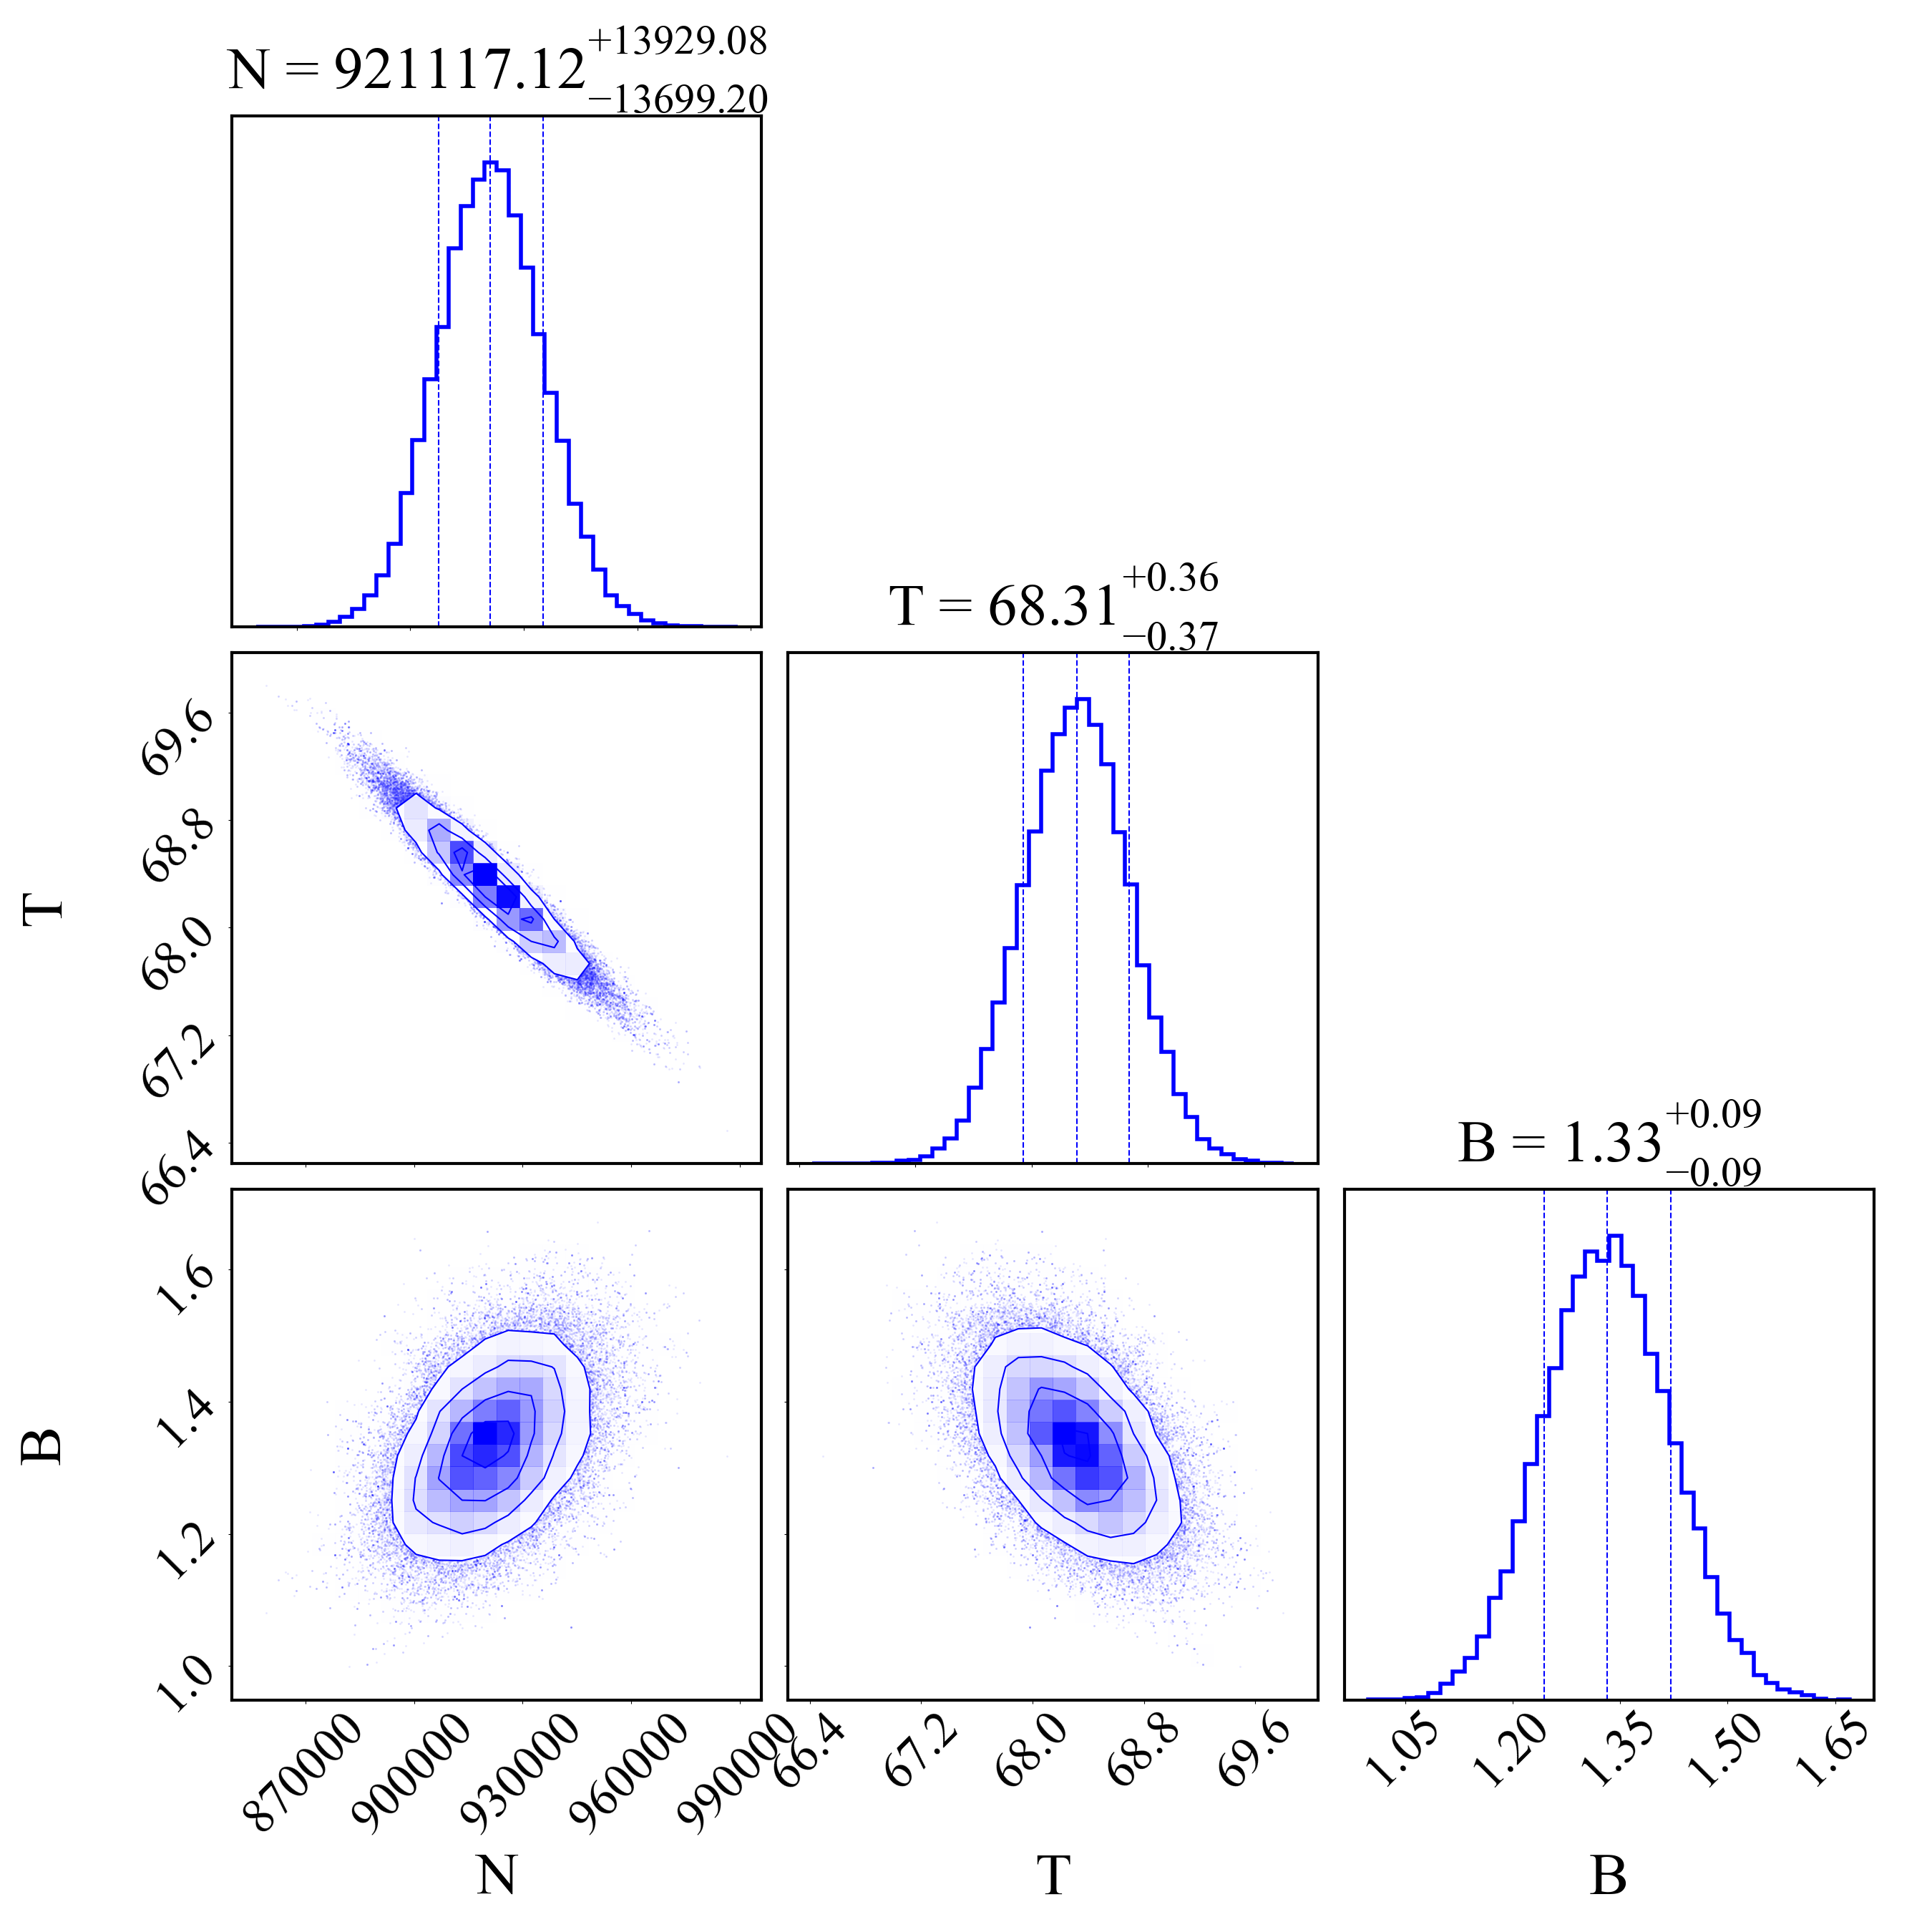 N = 921117.12 +13929.08 −13699.20
T = 68.31 +0.36 −0.37
69.6
68.8
68.0
67.2
66.4
T
B = 1.33 +0.09 −0.09
1.6
1.4
1.2
1.0
B
870000 900000 930000 960000 990000
66.4 67.2 68.0 68.8 69.6
1.05 1.20 1.35 1.50 1.65
N T B